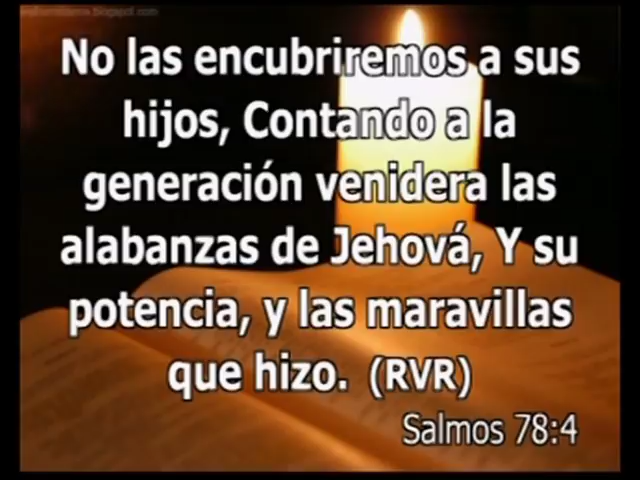 No las encubriremos a sus
hijos, Contando a la
generación venidera las
alabanzas de Jehová, Y su
potencia, y las maravillas
que hizo. (RVR)
Salmos 78:4